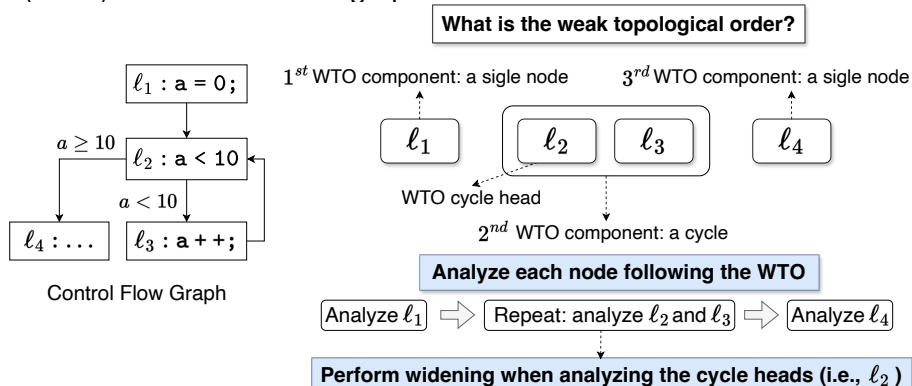 What is the weak topological order?
1st WTO component: a sigle node
3rd WTO component: a sigle node
ℓ1 : a = 0;
a ≥ 10
ℓ2 : a < 10
a < 10
ℓ4 : ...
ℓ3 : a + +;
Control Flow Graph
ℓ1
ℓ2
ℓ3
ℓ4
WTO cycle head
2nd WTO component: a cycle
Analyze each node following the WTO
Analyze ℓ1
Repeat: analyze ℓ2 and ℓ3
Analyze ℓ4
Perform widening when analyzing the cycle heads (i.e., ℓ2 )